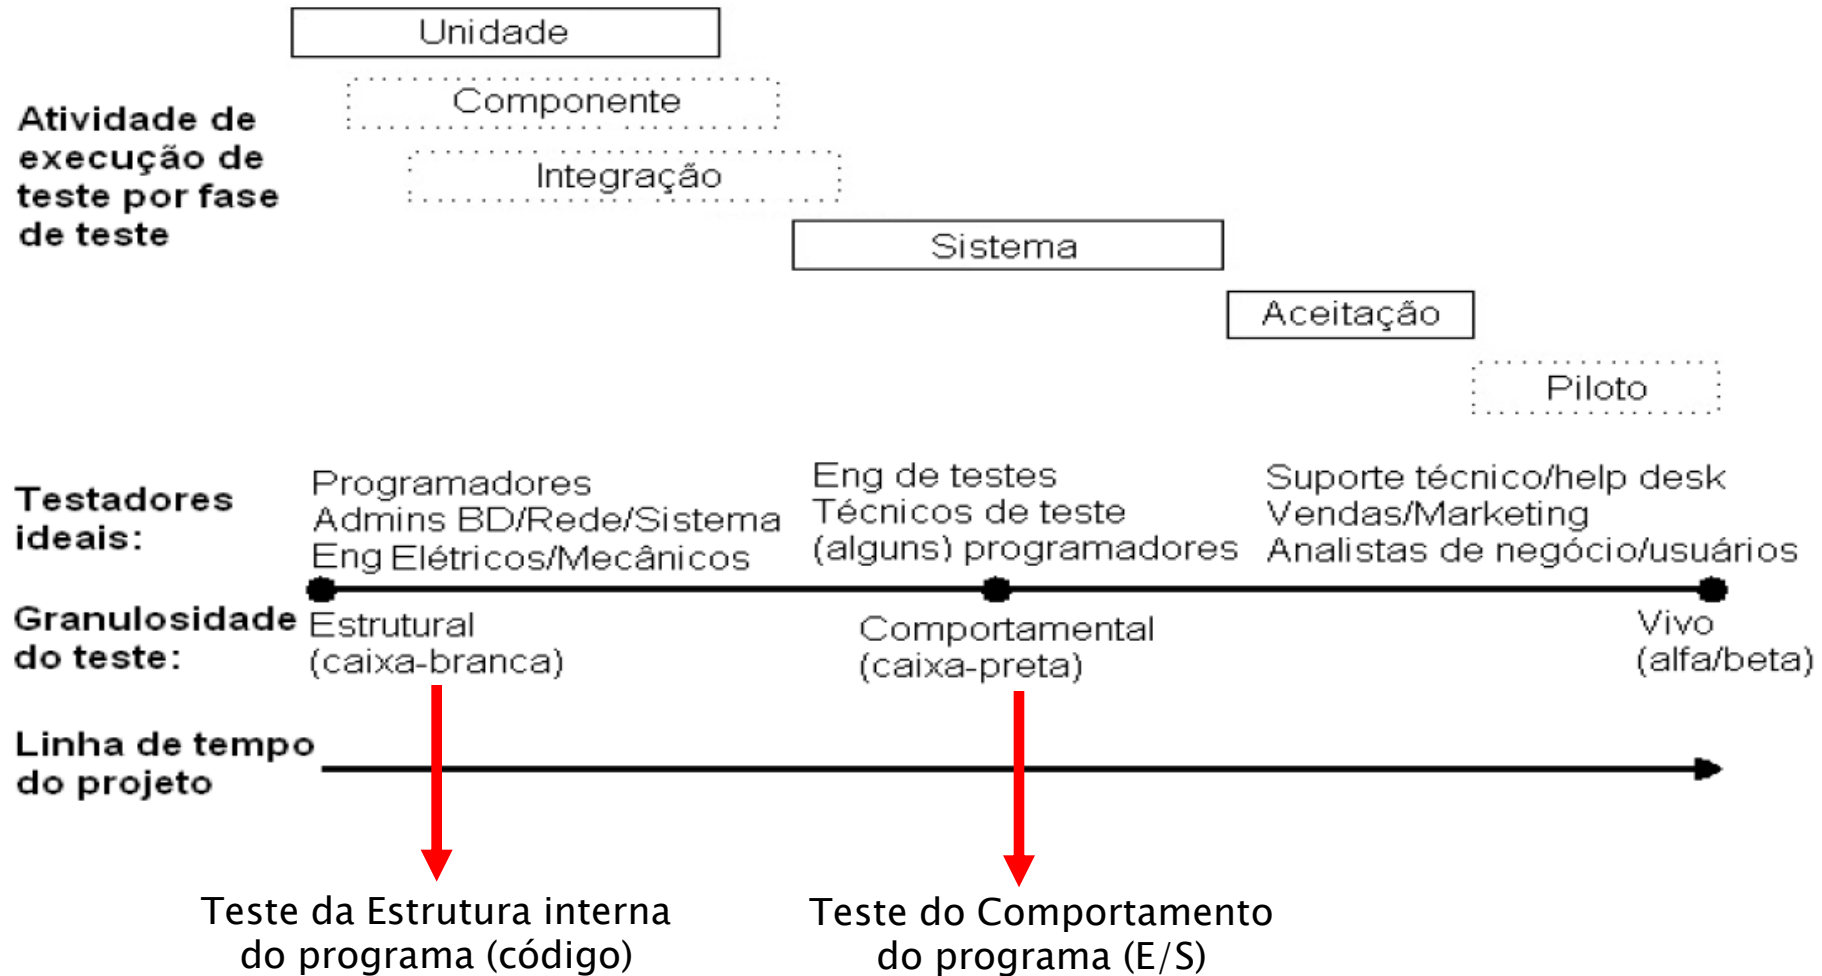 Unidade
Componente
Integração
Sistema
Aceitação
Piloto
Atividade de
execução de
teste por fase
de teste
Testadores
ideais:
Programadores
Admins BD/Rede/Sistema
Eng Elétricos/Mecânicos
Eng de testes
Técnicos de teste
(alguns) programadores
Suporte técnico/help desk
Vendas/Marketing
Analistas de negócio/usuários
Granulosidade
do teste:
Estrutural
(caixa-branca)
Comportamental
(caixa-preta)
Vivo
(alfa/beta)
Linha de tempo
do projeto
Teste da Estrutura interna
do programa (código)
Teste do Comportamento
do programa (E/S)